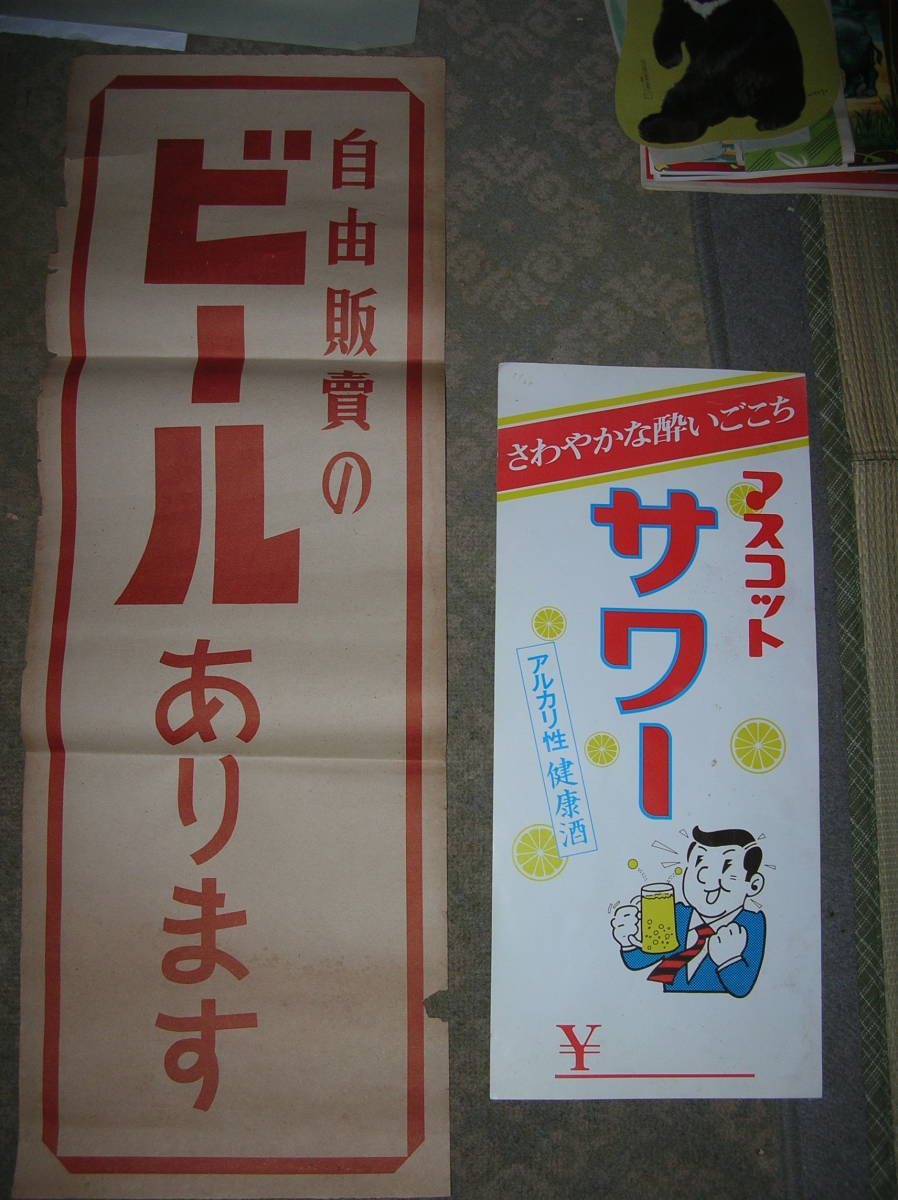 自由販賣の
ビール
あります
さわやかな酔いごこち
マスコット
サワー
アルカリ性 健康酒
¥